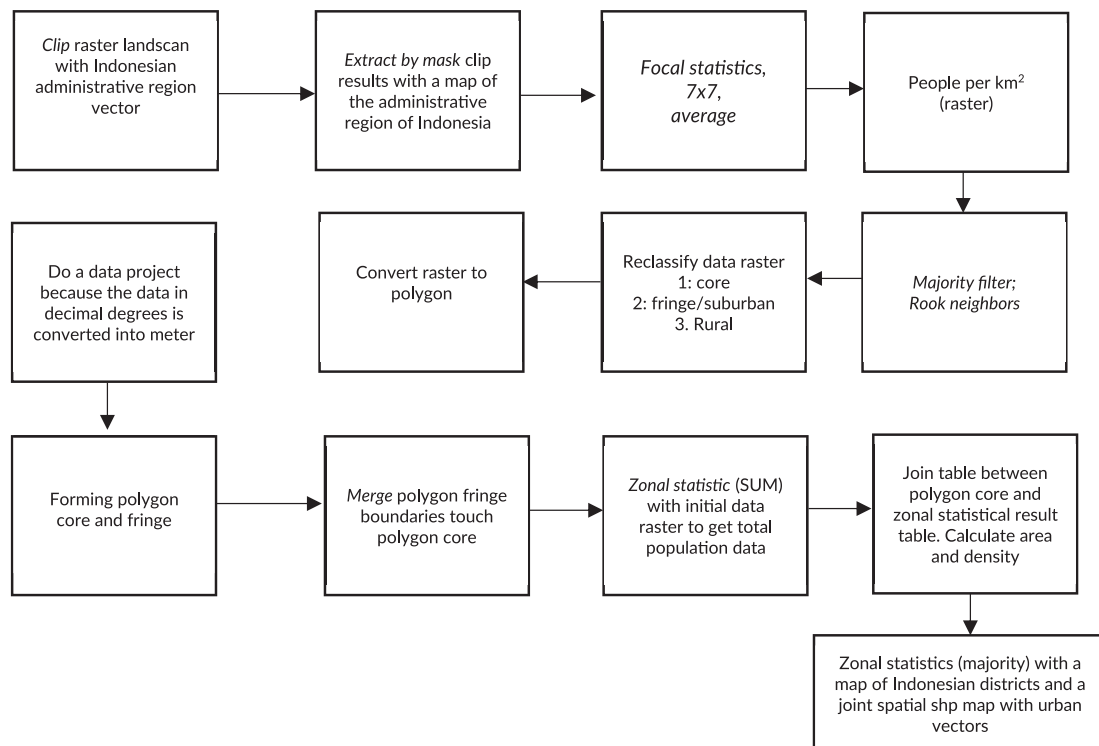 Clip raster landscan
with Indonesian
administrative region
vector
Extract by mask clip
results with a map of
the administrative
region of Indonesia
Focal statistics,
7x7,
average
People per km²
(raster)
Do a data project
because the data in
decimal degrees is
converted into meter
Convert raster to
polygon
Reclassify data raster
1: core
2: fringe/suburban
3. Rural
Majority filter;
Rook neighbors
Forming polygon
core and fringe
Merge polygon fringe
boundaries touch
polygon core
Zonal statistic (SUM)
with initial data
raster to get total
population data
Join table between
polygon core and
zonal statistical result
table. Calculate area
and density
Zonal statistics (majority) with a
map of Indonesian districts and a
joint spatial shp map with urban
vectors